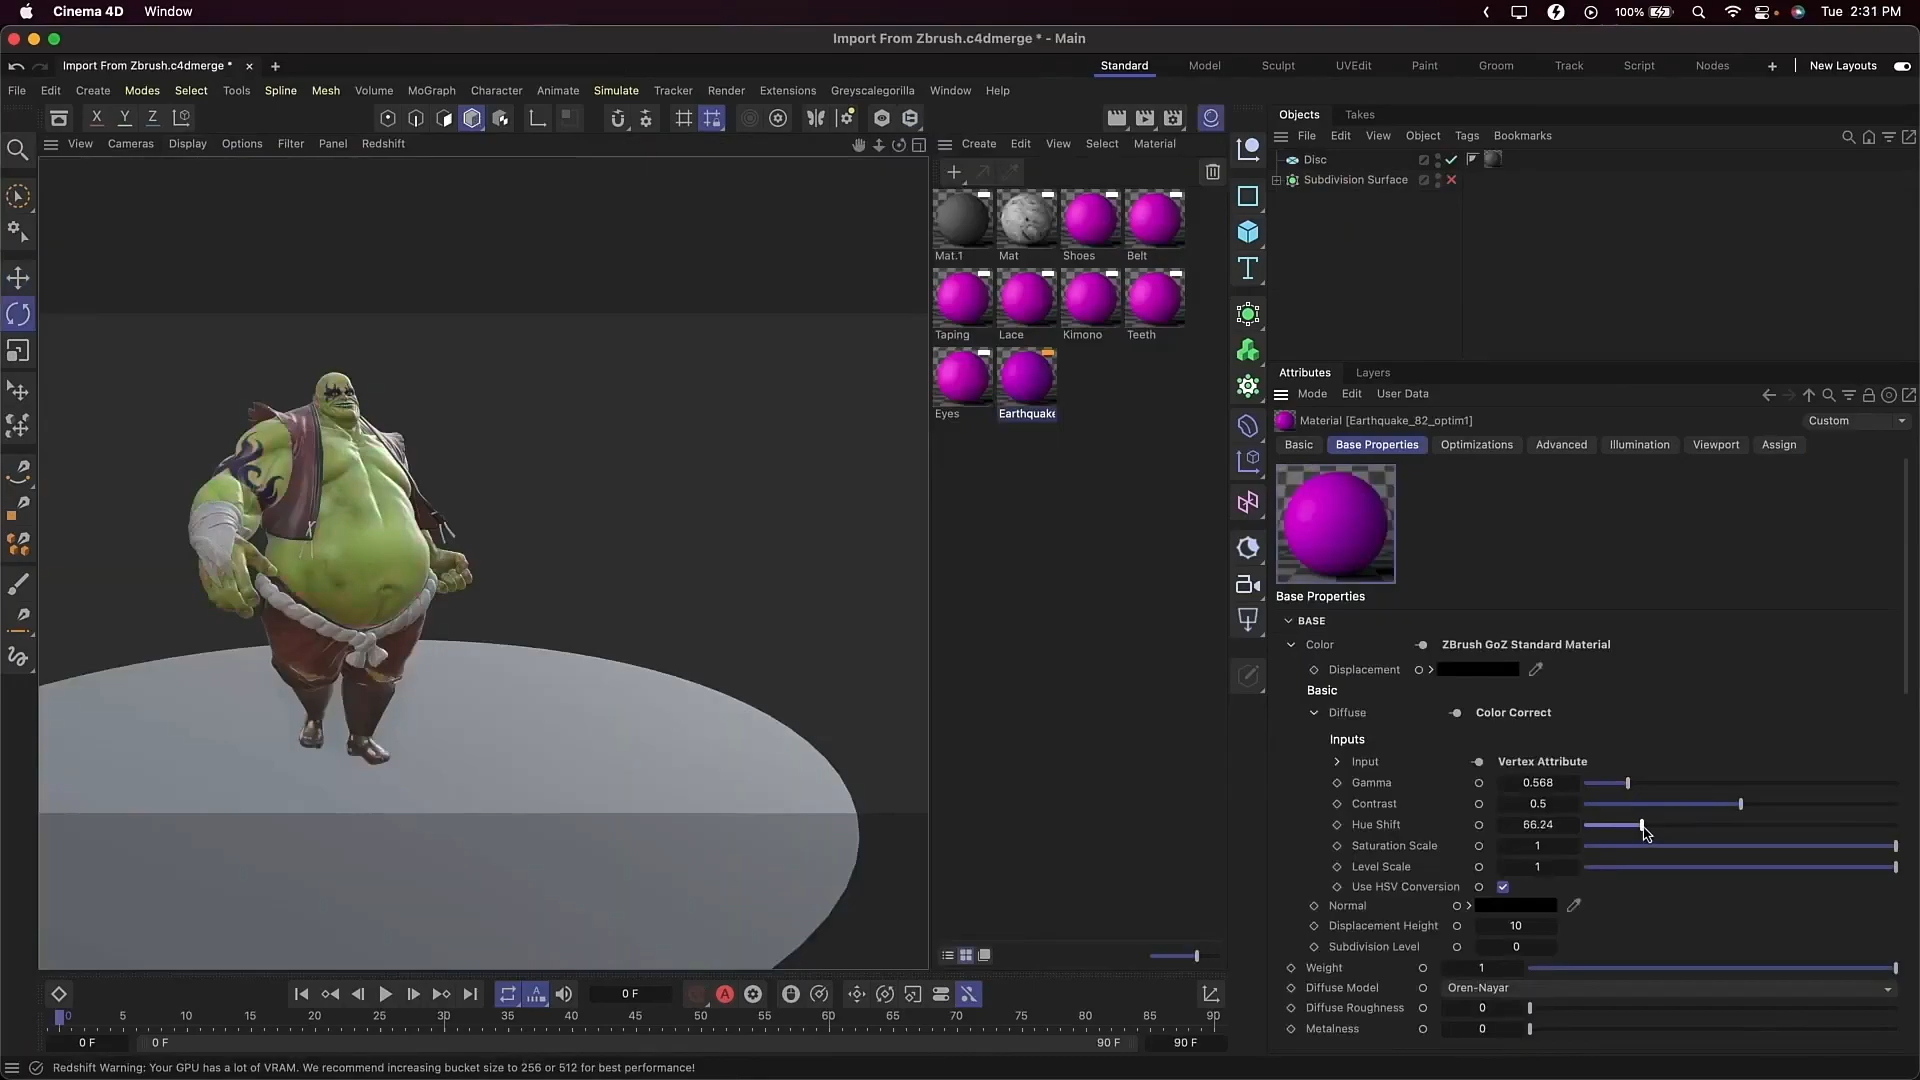 Cinema 4D Window 100% Tue 2:31 PM
Import From Zbrush.c4dmerge * - Main
Import From Zbrush.c4dmerge * × + Standard Model Sculpt UVEdit Paint Groom Track Script Nodes + New Layouts
File Edit Create Modes Select Tools Spline Mesh Volume MoGraph Character Animate Simulate Tracker Render Extensions Greyscalegorilla Window Help
X Y Z
Objects Takes
File Edit View Object Tags Bookmarks
View Cameras Display Options Filter Panel Redshift
Create Edit View Select Material
Disc
Subdivision Surface
Mat.1 Mat Shoes Belt
Taping Lace Kimono Teeth
Eyes Earthquake
Attributes Layers
Mode Edit User Data
Material [Earthquake_82_optim1] Custom
Basic Base Properties Optimizations Advanced Illumination Viewport Assign
Base Properties
BASE
Color ZBrush GoZ Standard Material
Displacement
Basic
Diffuse Color Correct
Inputs
Input Vertex Attribute
Gamma 0.568
Contrast 0.5
Hue Shift 66.24
Saturation Scale 1
Level Scale 1
Use HSV Conversion
Normal
Displacement Height 10
Subdivision Level 0
Weight 1
Diffuse Model Oren-Nayar
Diffuse Roughness 0
Metalness 0
0 F
0 5 10 15 20 25 30 35 40 45 50 55 60 65 70 75 80 85 90
0 F 0 F 90 F 90 F
Redshift Warning: Your GPU has a lot of VRAM. We recommend increasing bucket size to 256 or 512 for best performance!